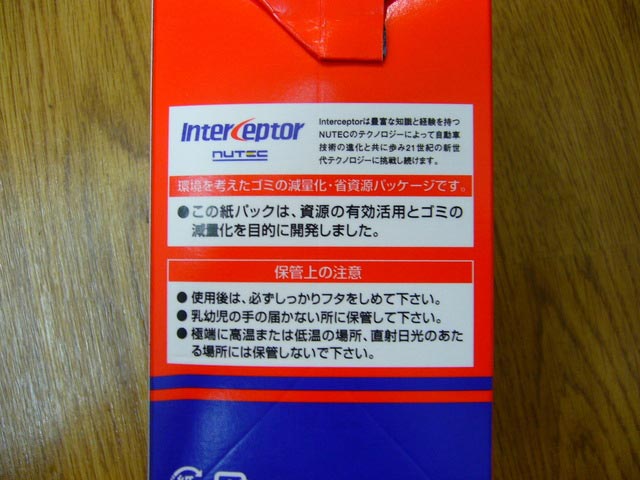 Interceptor
NUTEC
Interceptorは豊富な知識と経験を持つ
NUTECのテクノロジーによって自動車
技術の進化と共に歩み21世紀の新世
代テクノロジーに挑戦し続けます。
環境を考えたゴミの減量化・省資源パッケージです。
●この紙パックは、資源の有効活用とゴミの
減量化を目的に開発しました。
保管上の注意
●使用後は、必ずしっかりフタをしめて下さい。
●乳幼児の手の届かない所に保管して下さい。
●極端に高温または低温の場所、直射日光のあた
る場所には保管しないで下さい。